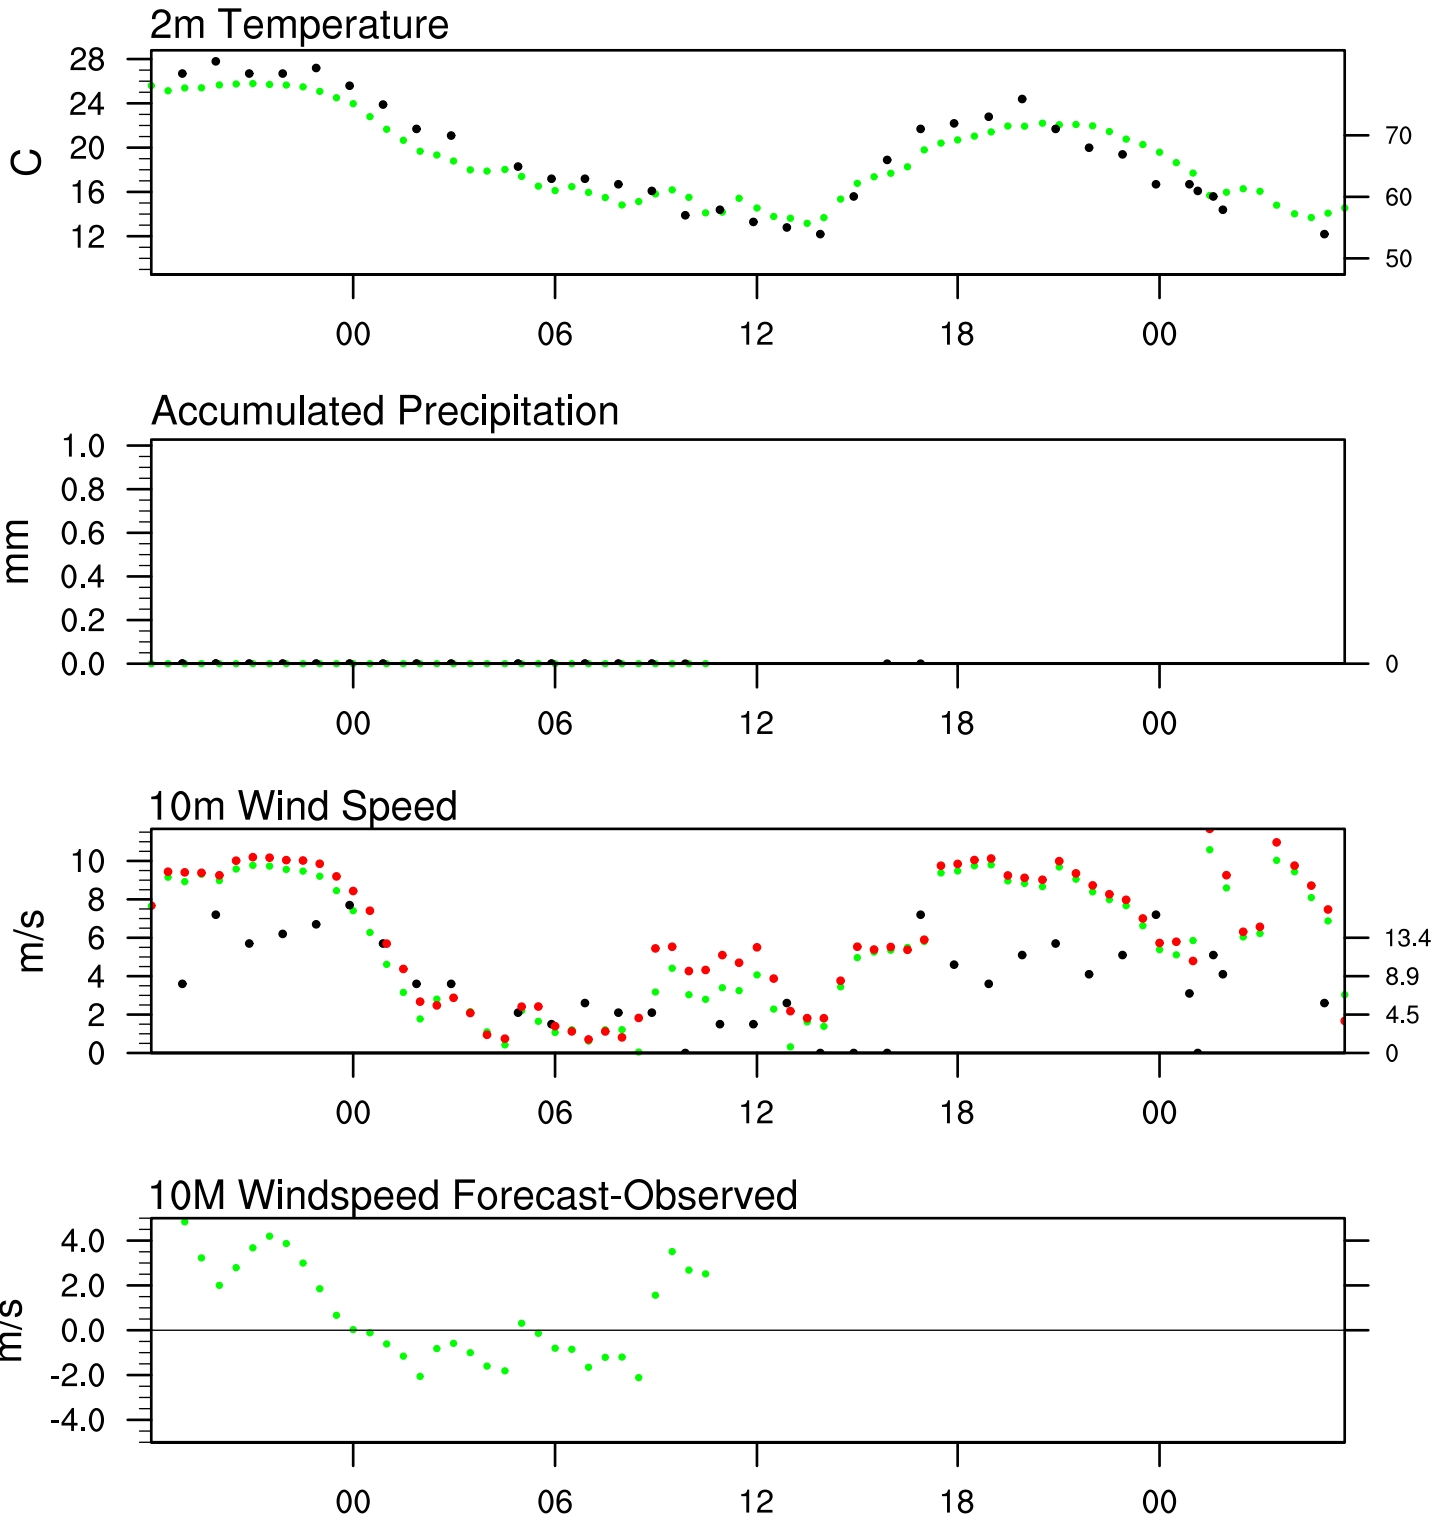 2m Temperature
28
24
20
16
12
C
70
60
50
00 06 12 18 00
Accumulated Precipitation
1.0
0.8
0.6
0.4
0.2
0.0
mm
0
00 06 12 18 00
10m Wind Speed
10
8
6
4
2
0
m/s
13.4
8.9
4.5
0
00 06 12 18 00
10M Windspeed Forecast-Observed
4.0
2.0
0.0
-2.0
-4.0
m/s
00 06 12 18 00